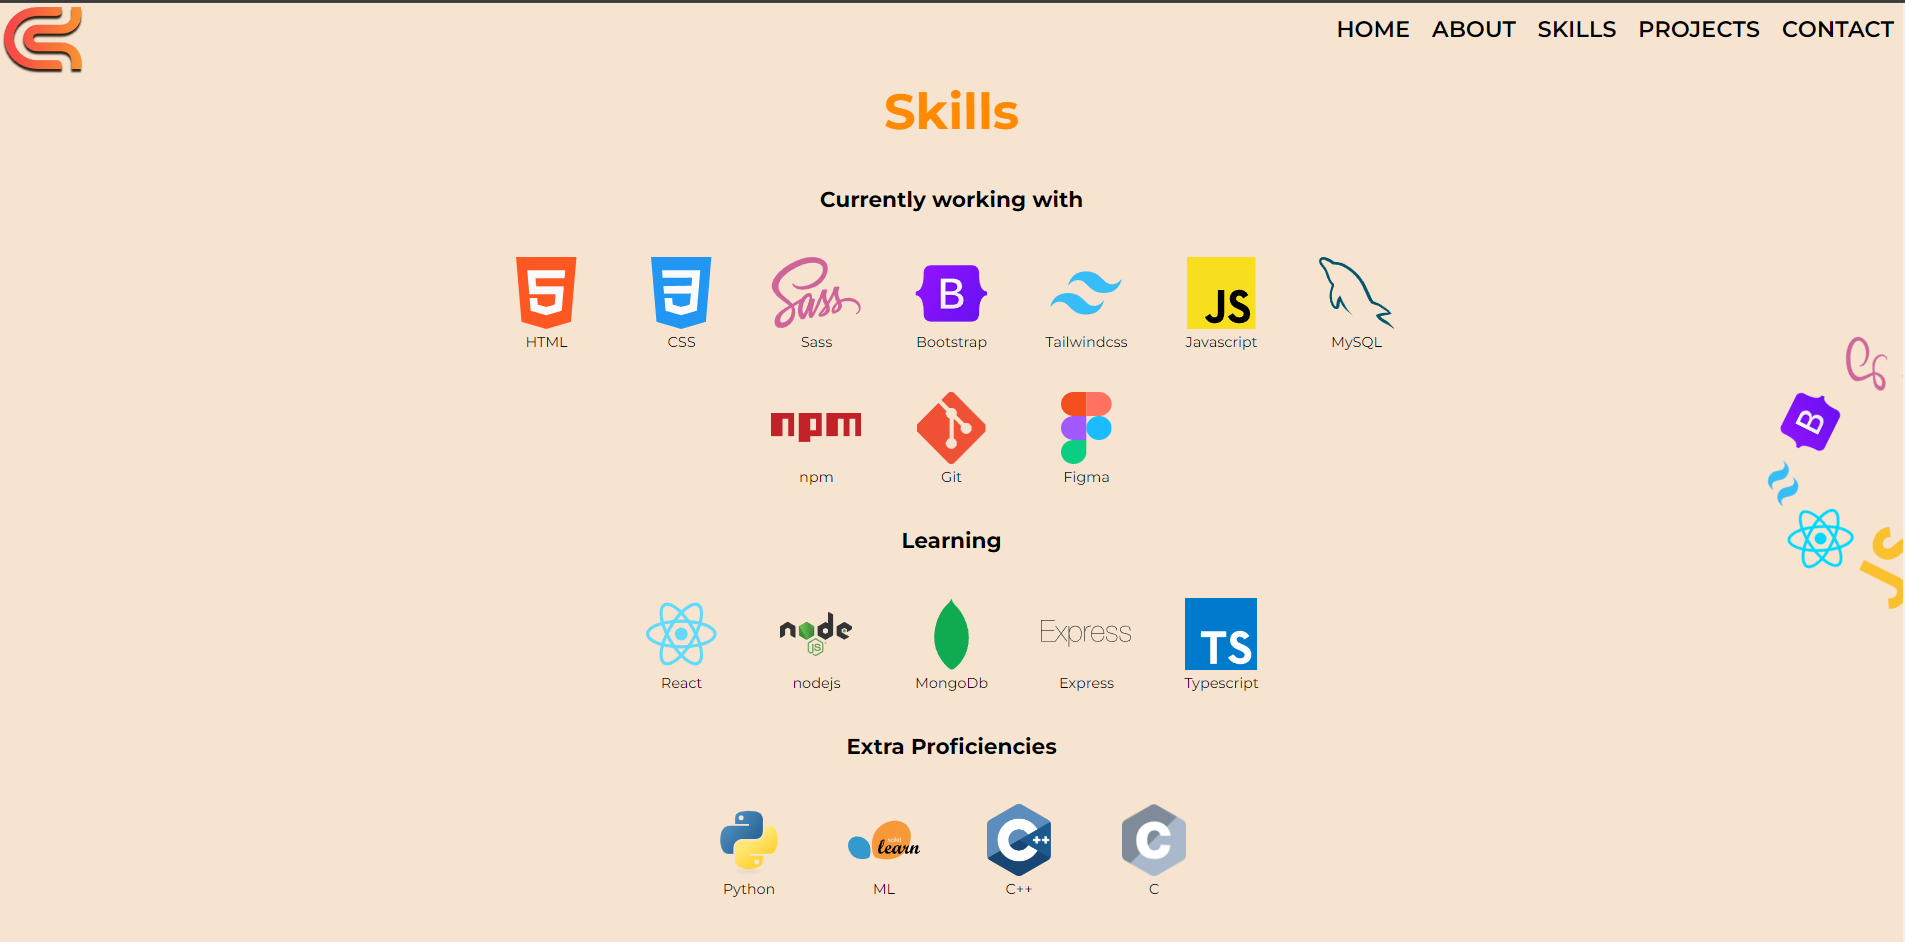 HOME ABOUT SKILLS PROJECTS CONTACT
Skills
Currently working with
5 3 Sass B JS
HTML CSS Sass Bootstrap Tailwindcss Javascript MySQL
B
npm
npm Git Figma
Learning
JS
node Express TS
JS
React nodejs MongoDb Express Typescript
Extra Proficiencies
learn C++ C
Python ML C++ C